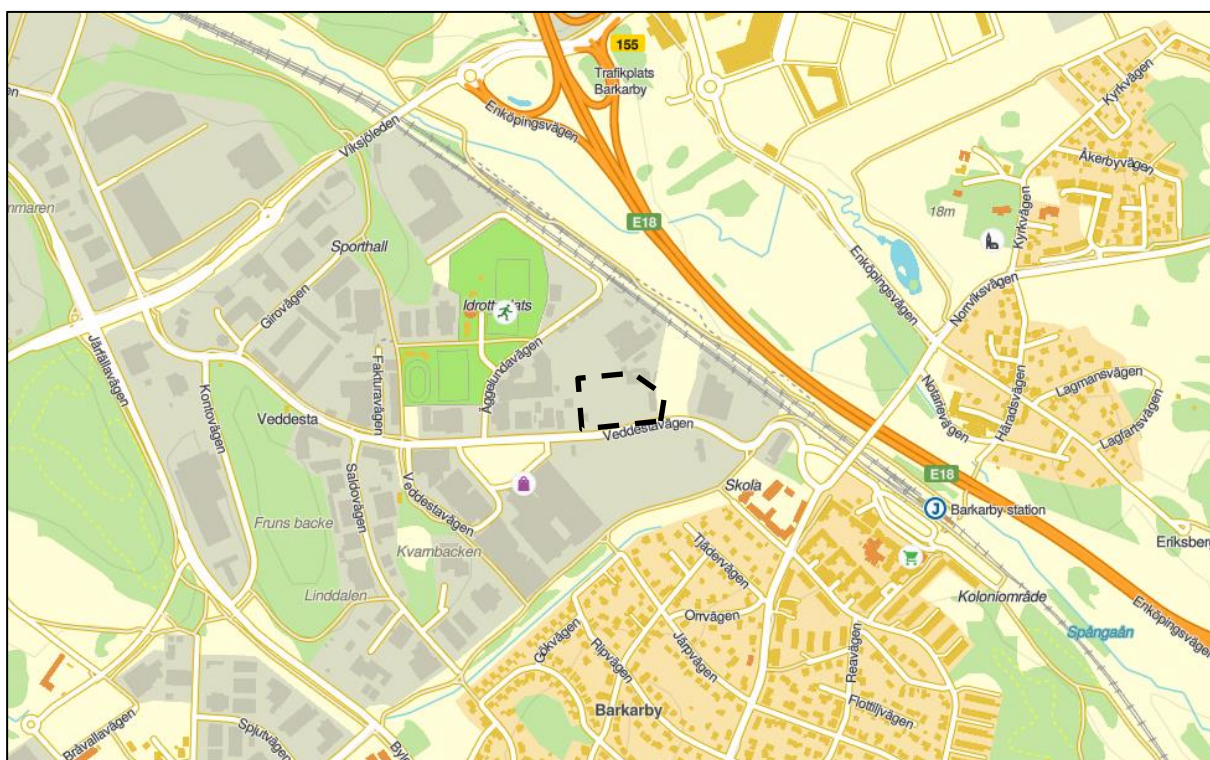 155
Trafikplats
Barkarby
Enköpingsvägen
Viksjöleden
Kyrkvägen
Åkerbyvägen
18m
Kyrkvägen
E18
Sporthall
Enköpingsvägen
Norrviksvägen
Idrottsplats
Girovägen
Järfällavägen
Fakturavägen
Äggelundavägen
Kontovägen
Notarievägen
Häradsvägen
Lagmansvägen
Lagfartsvägen
Veddesta
Veddestavägen
Saldovägen
Veddestavägen
Skola
E18
J
Barkarby station
Fruns backe
Kvarnbacken
Tjädervägen
Eriksberg
Linddalen
Orrvägen
Koloniområde
Enköpingsvägen
Spångaån
Gökvägen
Ripvägen
Järpvägen
Reavägen
Barkarby
Flottiljvägen
Bråvallavägen
Spjutvägen